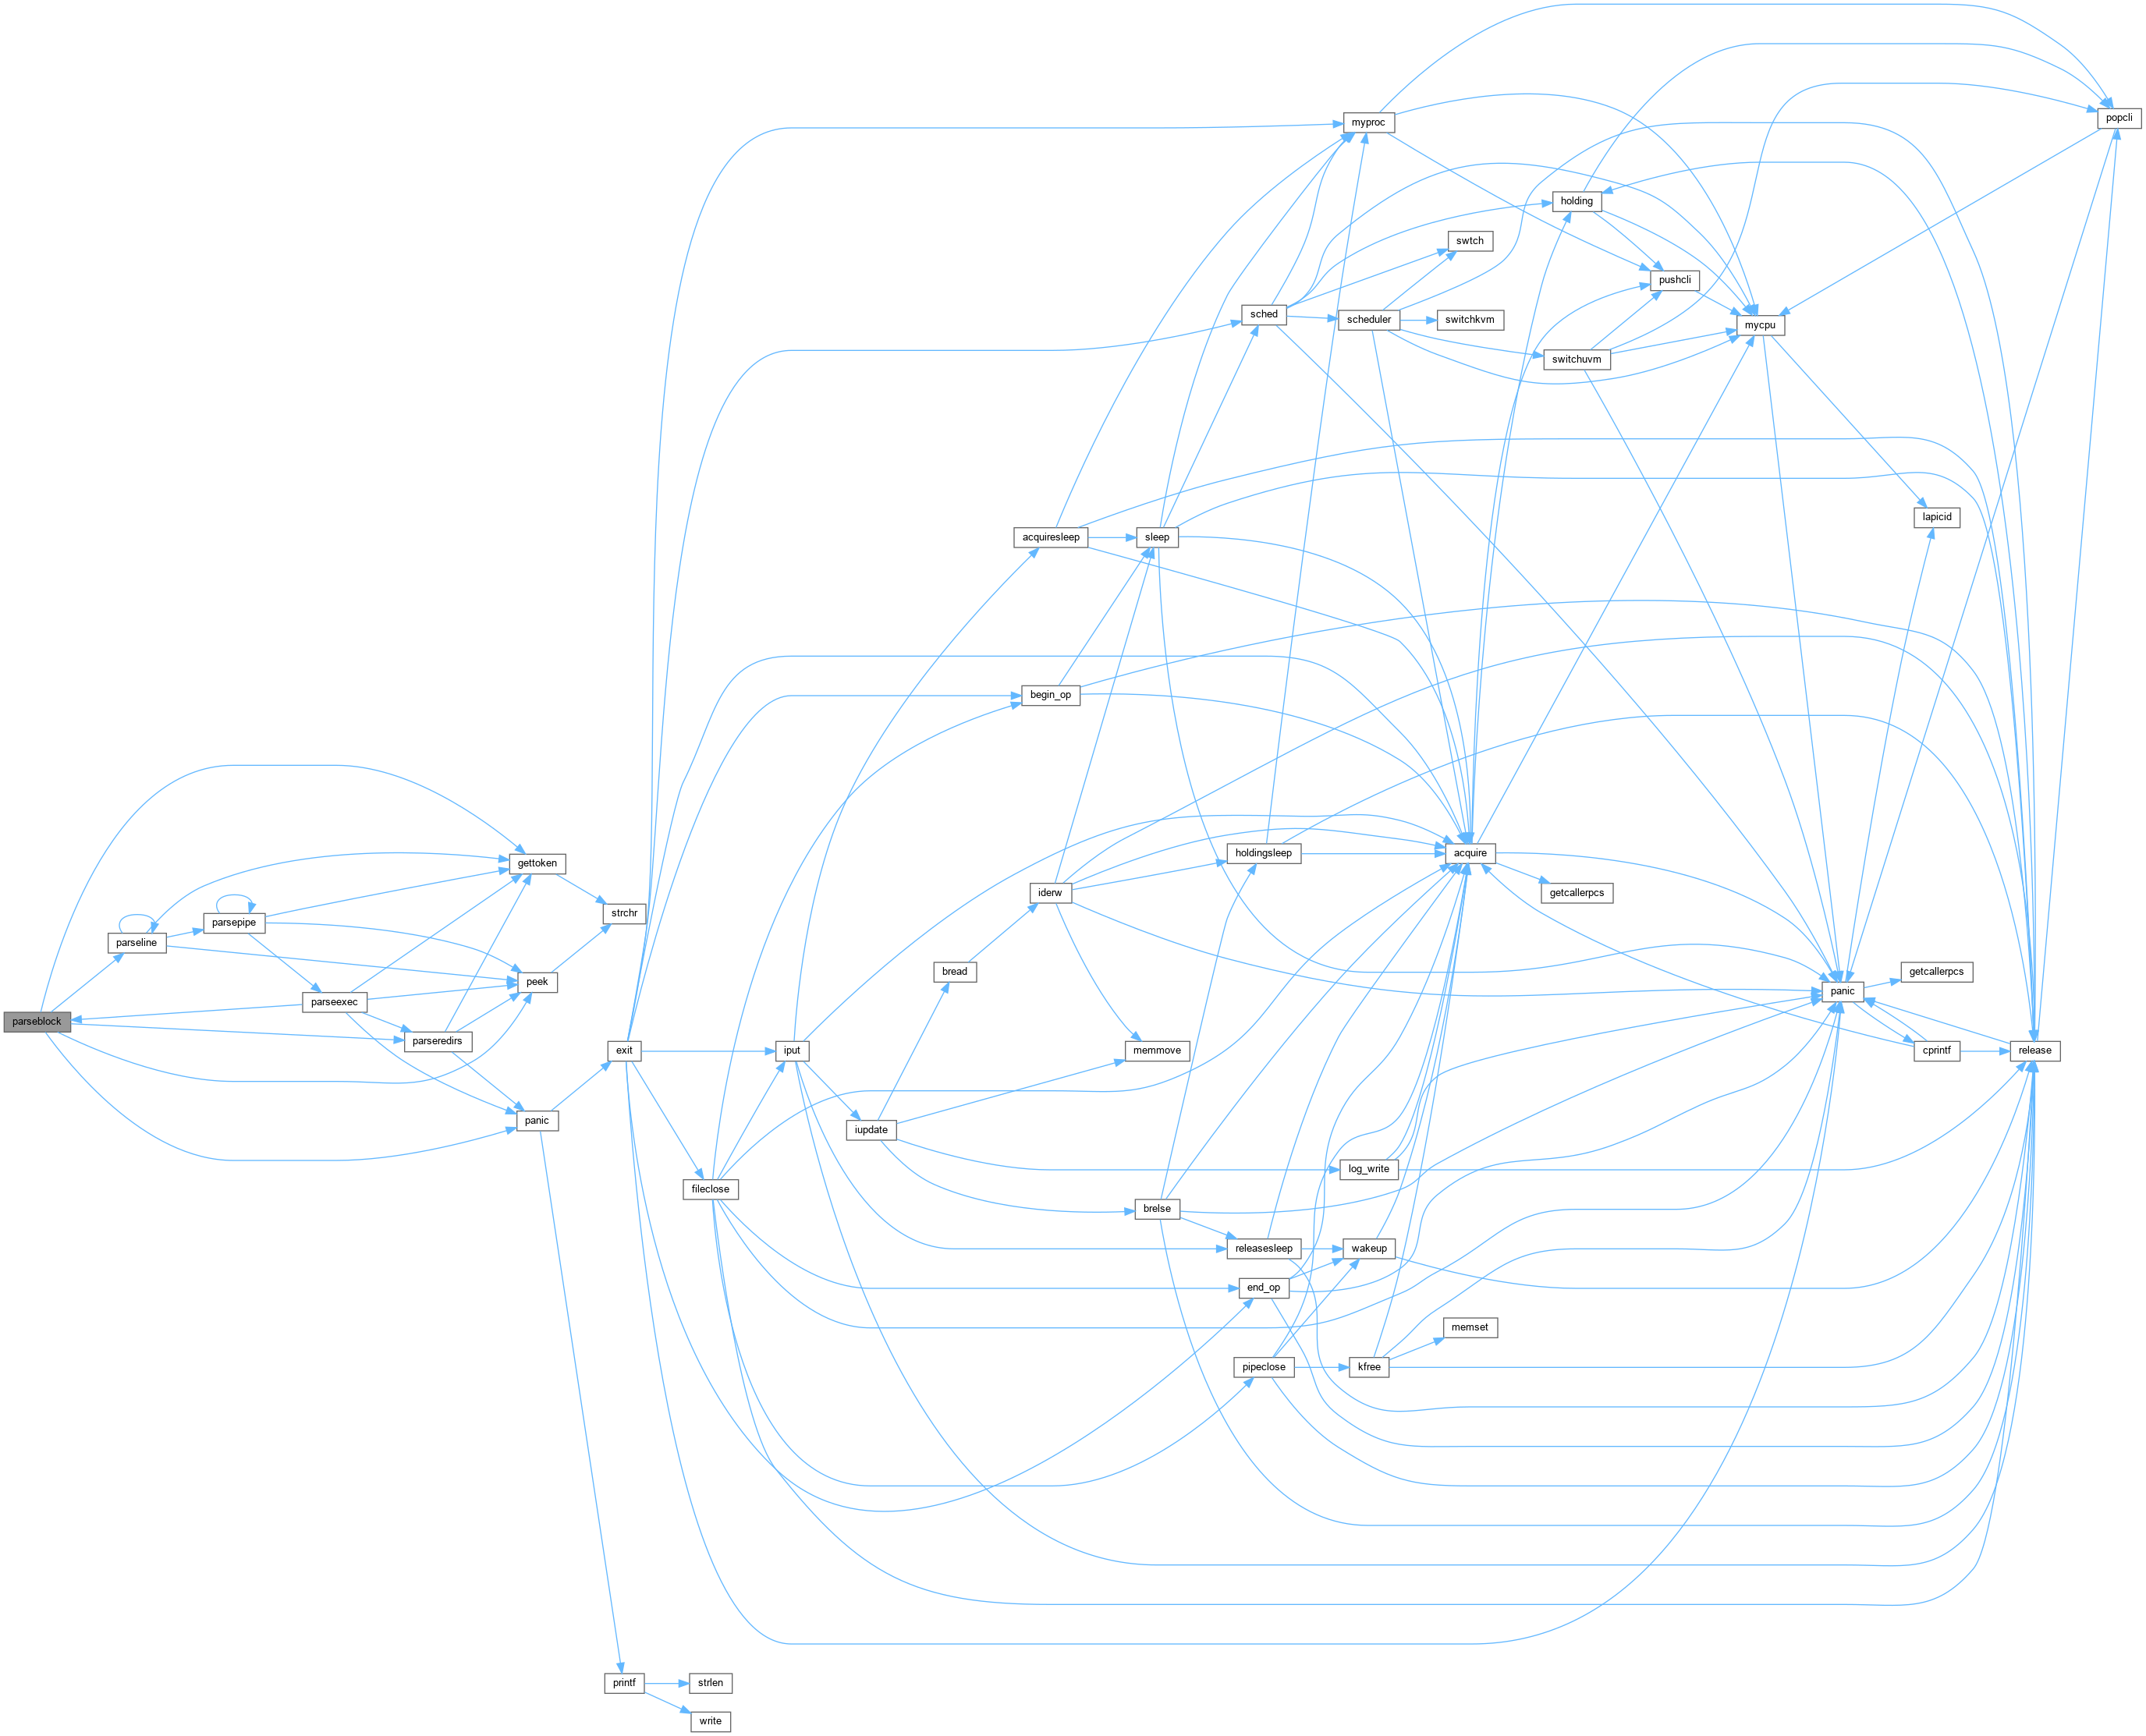 popcli
myproc
holding
swtch
pushcli
sched
scheduler
switchkvm
mycpu
switchuvm
lapicid
acquiresleep
sleep
begin_op
gettoken
holdingsleep
acquire
iderw
getcallerpcs
strchr
parsepipe
parseline
bread
getcallerpcs
peek
panic
parseexec
parseblock
parseredirs
exit
iput
memmove
cprintf
release
panic
iupdate
log_write
fileclose
brelse
releasesleep
wakeup
end_op
memset
pipeclose
kfree
printf
strlen
write